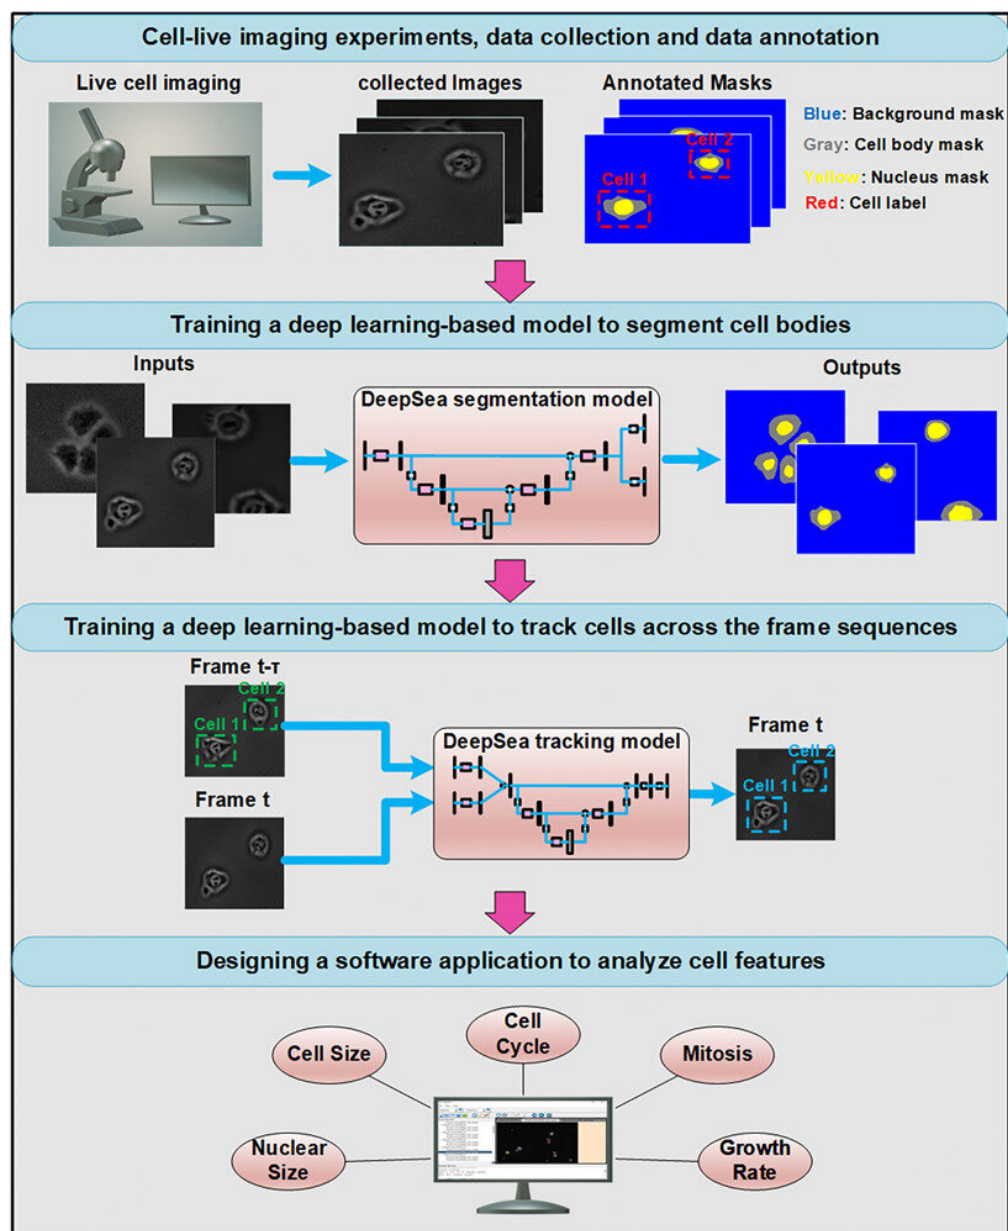 Cell-live imaging experiments, data collection and data annotation
Live cell imaging
collected Images
Annotated Masks
Cell 2
Cell 1
Blue: Background mask
Gray: Cell body mask
Yellow: Nucleus mask
Red: Cell label
Training a deep learning-based model to segment cell bodies
Inputs
DeepSea segmentation model
Outputs
Training a deep learning-based model to track cells across the frame sequences
Frame t-τ
Cell 2
Cell 1
Frame t
DeepSea tracking model
Frame t
Cell 2
Cell 1
Designing a software application to analyze cell features
Cell Size
Cell
Cycle
Mitosis
Nuclear
Size
Growth
Rate